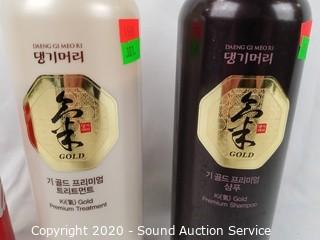 DAENG GI MEO RI
댕기머리
氣
GOLD
기 골드 프리미엄
트리트먼트
Ki(氣) Gold
Premium Treatment
DAENG GI MEO RI
댕기머리
氣
GOLD
기 골드 프리미엄
샴푸
Ki(氣) Gold
Premium Shampoo
Copyright 2020 - Sound Auction Service